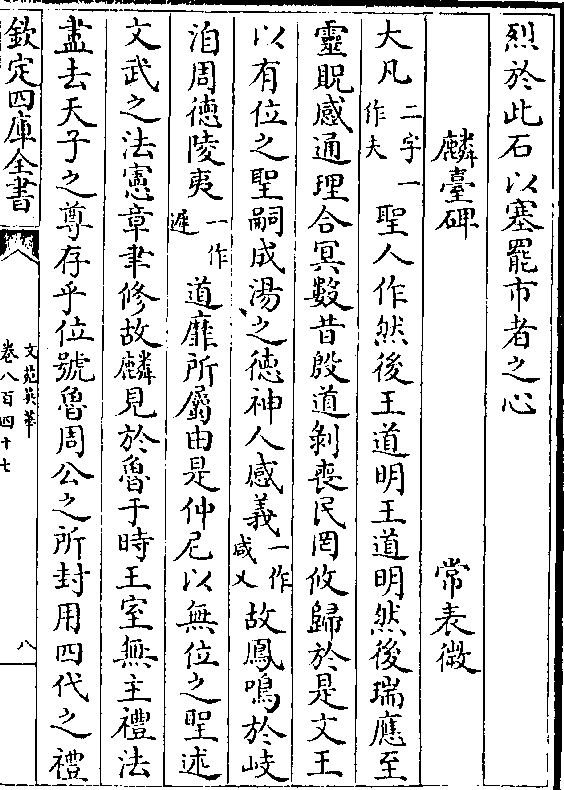 烈於此石以塞罷市者之心
麟臺碑　常表微
大凡二字一作夫聖人作然後王道明王道明然後瑞應至
靈貺感通理合冥數昔殷道剝喪民罔攸歸於是文王
以有位之聖嗣成湯之德神人感義一作咸乂故鳳鳴於岐
洎周德陵夷一作遲道靡所屬由是仲尼以無位之聖述
文武之法憲章聿修故麟見於魯于時王室無主禮法
盡去天子之尊存乎位號魯周公之所封用四代之禮
欽定四庫全書
文苑英華
卷八百四十七
八